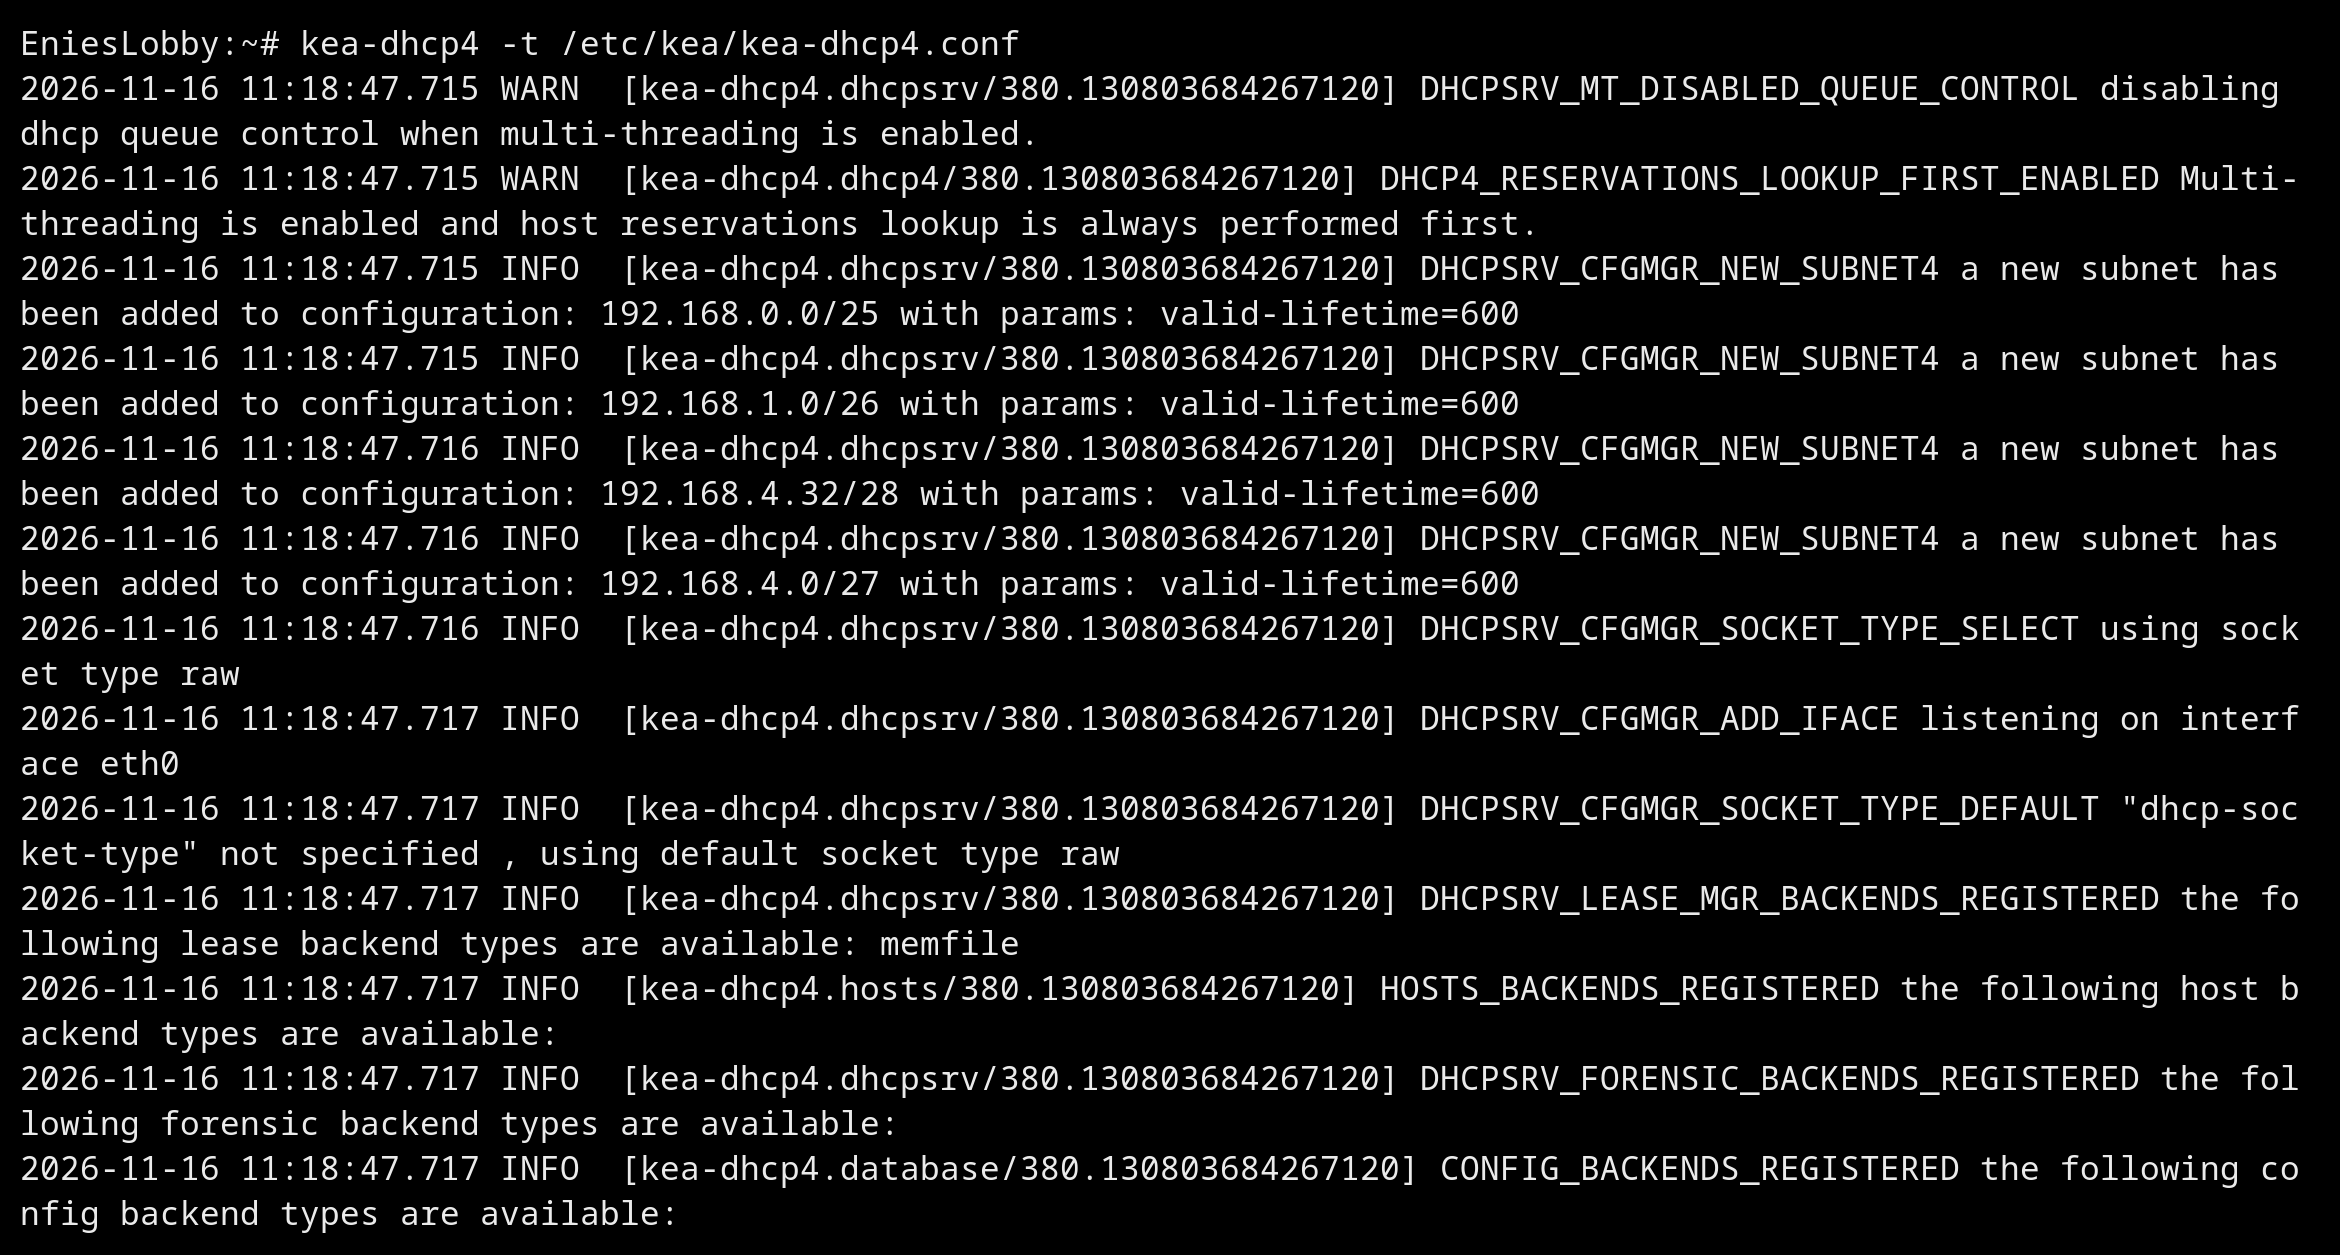 EniesLobby:~# kea-dhcp4 -t /etc/kea/kea-dhcp4.conf
2026-11-16 11:18:47.715 WARN  [kea-dhcp4.dhcpsrv/380.130803684267120] DHCPSRV_MT_DISABLED_QUEUE_CONTROL disabling
dhcp queue control when multi-threading is enabled.
2026-11-16 11:18:47.715 WARN  [kea-dhcp4.dhcp4/380.130803684267120] DHCP4_RESERVATIONS_LOOKUP_FIRST_ENABLED Multi-
threading is enabled and host reservations lookup is always performed first.
2026-11-16 11:18:47.715 INFO  [kea-dhcp4.dhcpsrv/380.130803684267120] DHCPSRV_CFGMGR_NEW_SUBNET4 a new subnet has
been added to configuration: 192.168.0.0/25 with params: valid-lifetime=600
2026-11-16 11:18:47.715 INFO  [kea-dhcp4.dhcpsrv/380.130803684267120] DHCPSRV_CFGMGR_NEW_SUBNET4 a new subnet has
been added to configuration: 192.168.1.0/26 with params: valid-lifetime=600
2026-11-16 11:18:47.716 INFO  [kea-dhcp4.dhcpsrv/380.130803684267120] DHCPSRV_CFGMGR_NEW_SUBNET4 a new subnet has
been added to configuration: 192.168.4.32/28 with params: valid-lifetime=600
2026-11-16 11:18:47.716 INFO  [kea-dhcp4.dhcpsrv/380.130803684267120] DHCPSRV_CFGMGR_NEW_SUBNET4 a new subnet has
been added to configuration: 192.168.4.0/27 with params: valid-lifetime=600
2026-11-16 11:18:47.716 INFO  [kea-dhcp4.dhcpsrv/380.130803684267120] DHCPSRV_CFGMGR_SOCKET_TYPE_SELECT using sock
et type raw
2026-11-16 11:18:47.717 INFO  [kea-dhcp4.dhcpsrv/380.130803684267120] DHCPSRV_CFGMGR_ADD_IFACE listening on interf
ace eth0
2026-11-16 11:18:47.717 INFO  [kea-dhcp4.dhcpsrv/380.130803684267120] DHCPSRV_CFGMGR_SOCKET_TYPE_DEFAULT "dhcp-soc
ket-type" not specified , using default socket type raw
2026-11-16 11:18:47.717 INFO  [kea-dhcp4.dhcpsrv/380.130803684267120] DHCPSRV_LEASE_MGR_BACKENDS_REGISTERED the fo
llowing lease backend types are available: memfile
2026-11-16 11:18:47.717 INFO  [kea-dhcp4.hosts/380.130803684267120] HOSTS_BACKENDS_REGISTERED the following host b
ackend types are available:
2026-11-16 11:18:47.717 INFO  [kea-dhcp4.dhcpsrv/380.130803684267120] DHCPSRV_FORENSIC_BACKENDS_REGISTERED the fol
lowing forensic backend types are available:
2026-11-16 11:18:47.717 INFO  [kea-dhcp4.database/380.130803684267120] CONFIG_BACKENDS_REGISTERED the following co
nfig backend types are available: